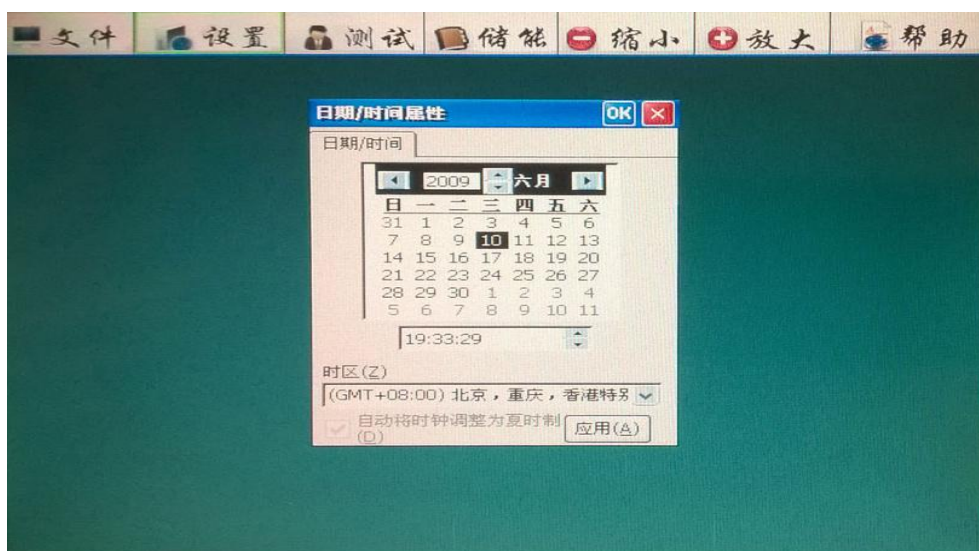 文件 设置 测试 储能 缩小 放大 帮助
日期/时间属性 OK
日期/时间
2009 六月
日 一 二 三 四 五 六
31 1 2 3 4 5 6
7 8 9 10 11 12 13
14 15 16 17 18 19 20
21 22 23 24 25 26 27
28 29 30 1 2 3 4
5 6 7 8 9 10 11
19:33:29
时区(Z)
(GMT+08:00) 北京，重庆，香港特别
自动将时钟调整为夏时制
(D)
应用(A)